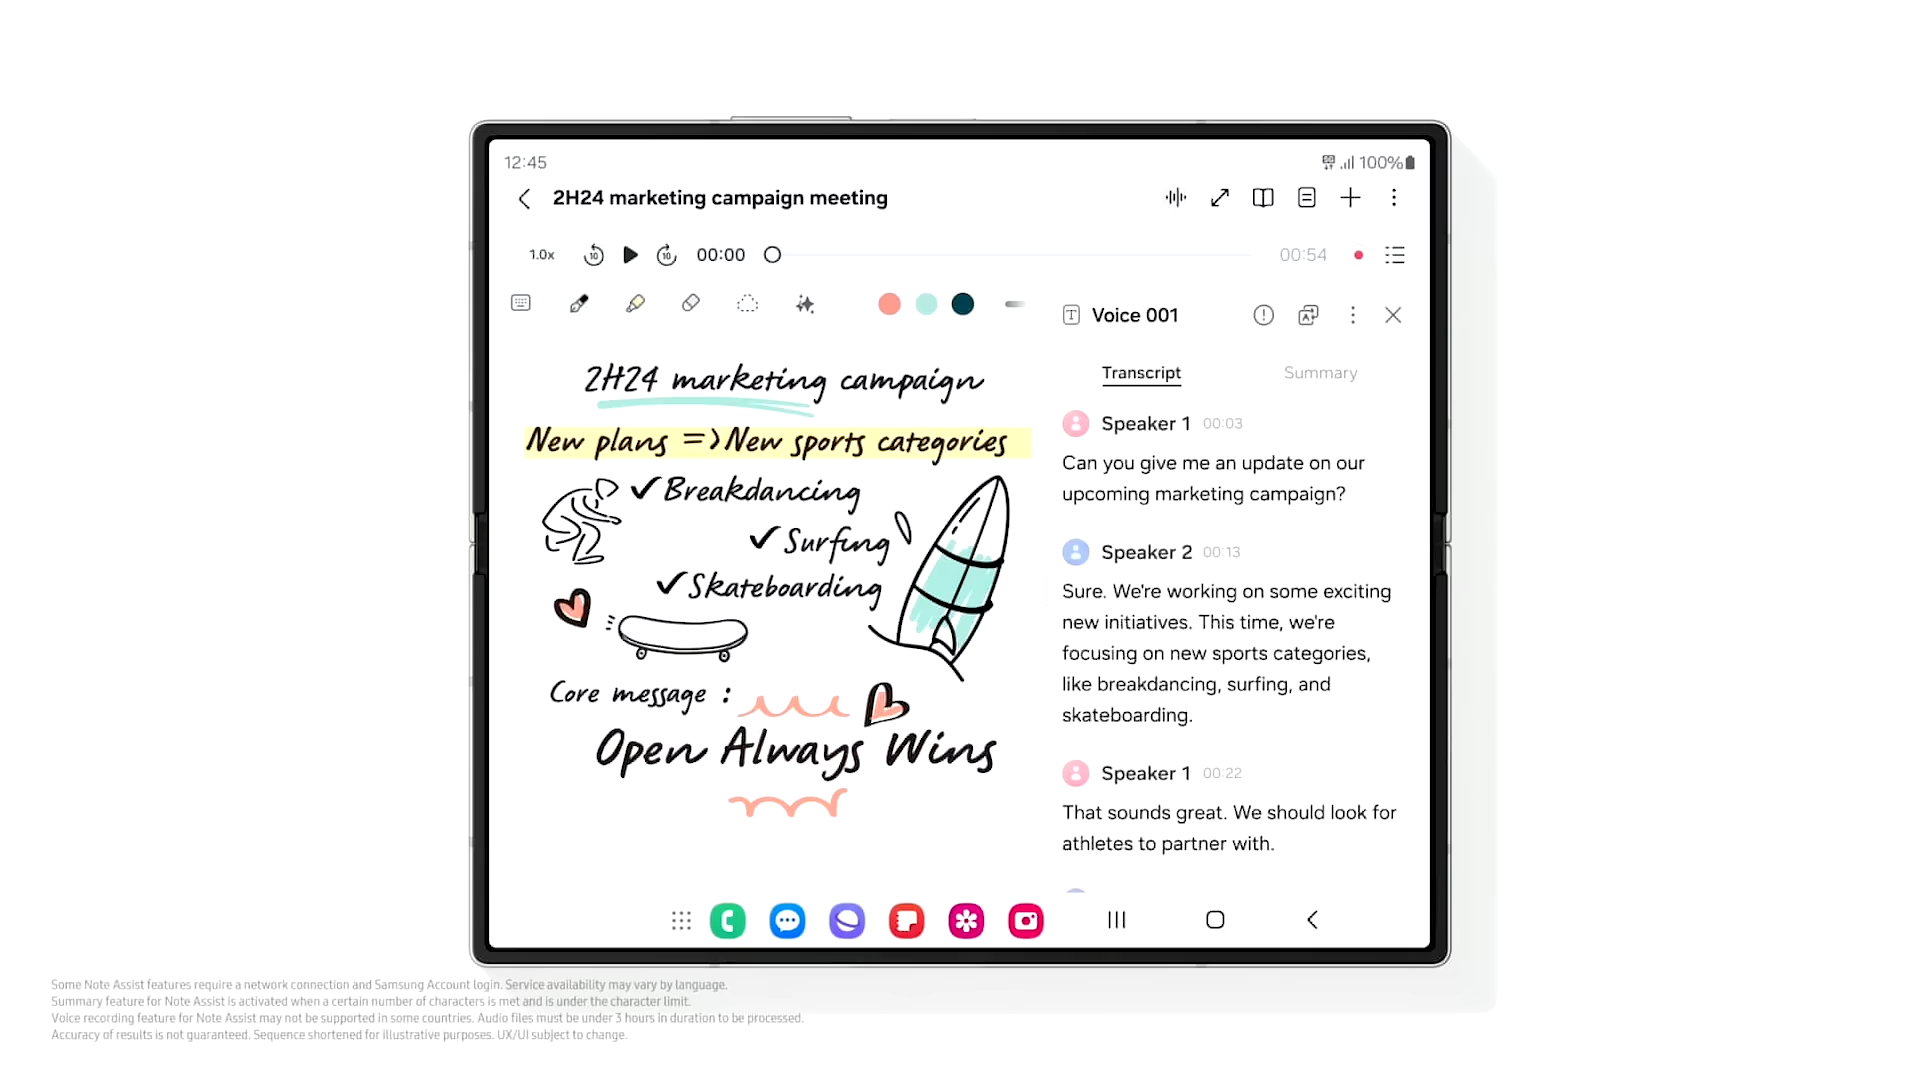 12:45
100%
2H24 marketing campaign meeting
1.0x
10
10
00:00
00:54
T Voice 001
Transcript
Summary
2H24 marketing campaign
New plans => New sports categories
✓ Breakdancing
✓ Surfing
✓ Skateboarding
Core message :
Open Always Wins
Speaker 1 00:03
Can you give me an update on our
upcoming marketing campaign?
Speaker 2 00:13
Sure. We're working on some exciting
new initiatives. This time, we're
focusing on new sports categories,
like breakdancing, surfing, and
skateboarding.
Speaker 1 00:22
That sounds great. We should look for
athletes to partner with.
Some Note Assist features require a network connection and Samsung Account login. Service availability may vary by language.
Summary feature for Note Assist is activated when a certain number of characters is met and is under the character limit.
Voice recording feature for Note Assist may not be supported in some countries. Audio files must be under 3 hours in duration to be processed.
Accuracy of results is not guaranteed. Sequence shortened for illustrative purposes. UX/UI subject to change.